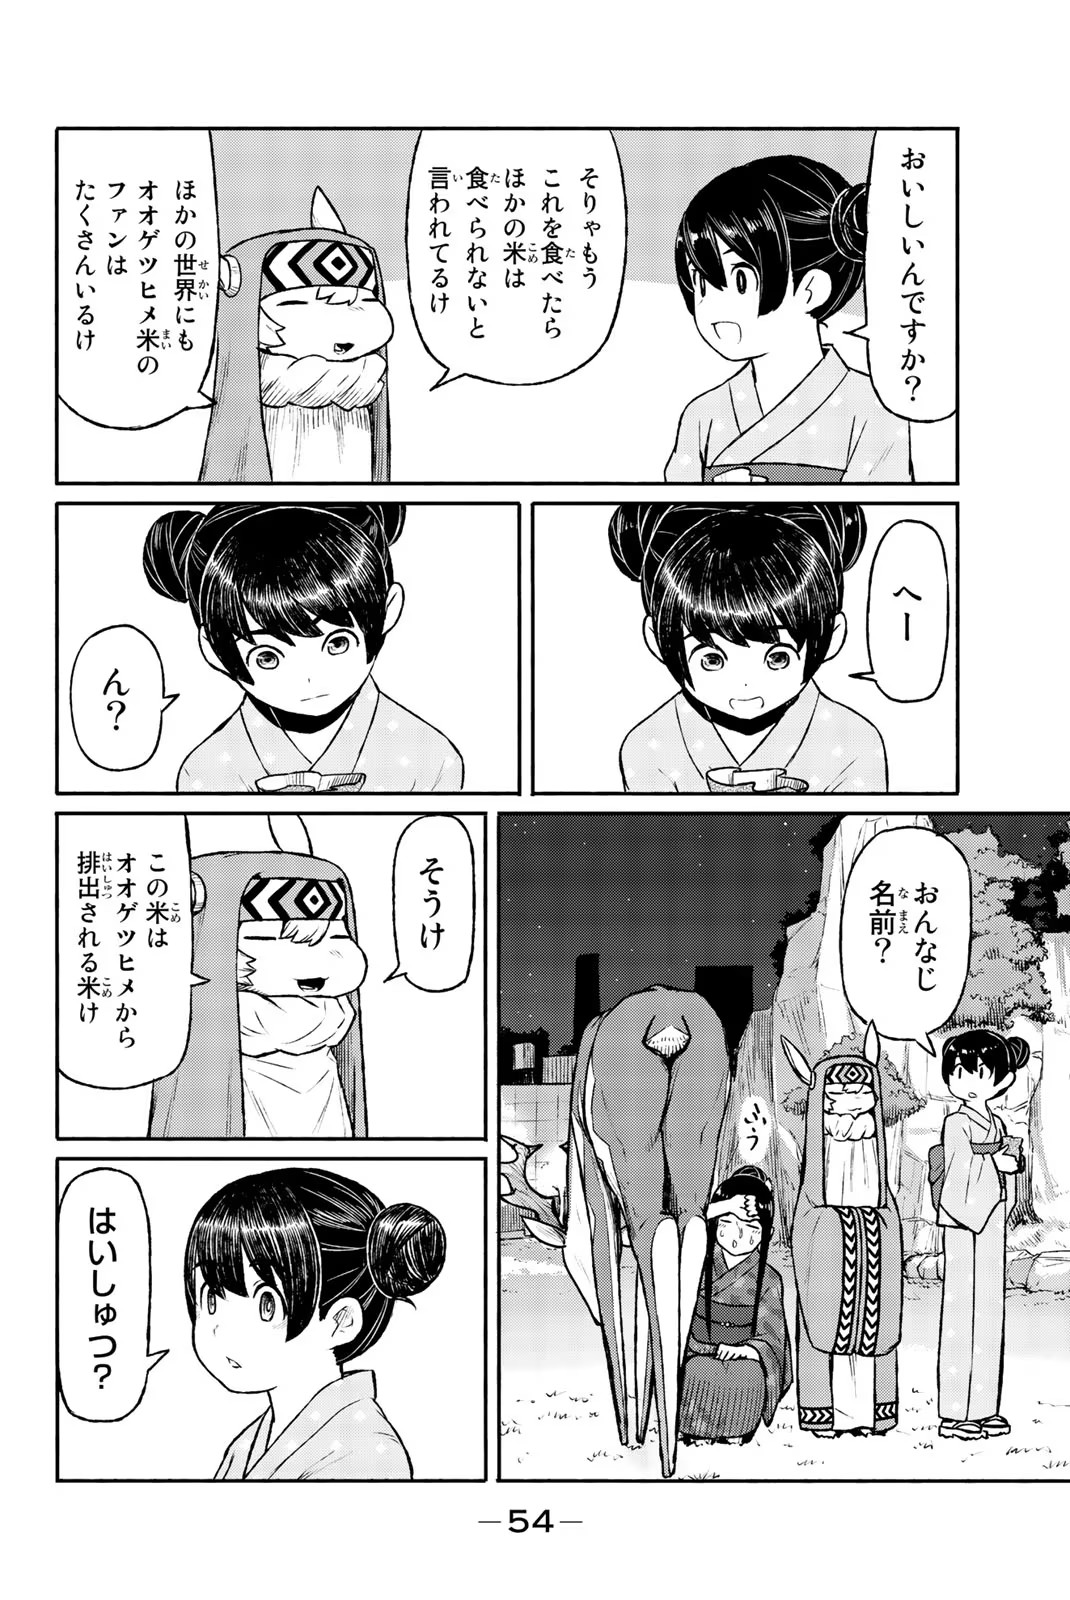 おいしいんですか？
そりゃもう
これを食べたら
ほかの米は
食べられないと
言われてるけ
ほかの世界にも
オオゲツヒメ米の
ファンは
たくさんいるけ
へー
ん？
おんなじ
名前？
そうけ
この米は
オオゲツヒメから
排出される米け
はいしゅつ？
—54—